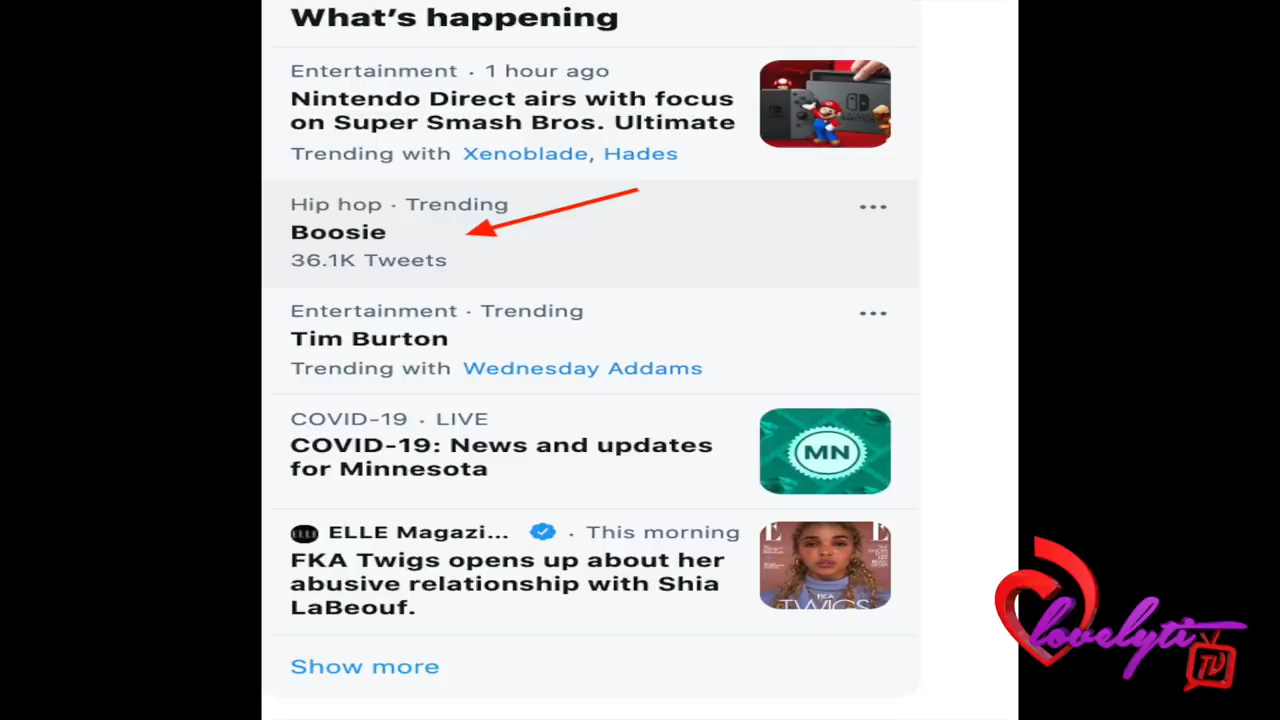 What's happening
Entertainment · 1 hour ago
Nintendo Direct airs with focus
on Super Smash Bros. Ultimate
Trending with Xenoblade, Hades
Hip hop · Trending
Boosie
36.1K Tweets
Entertainment · Trending
Tim Burton
Trending with Wednesday Addams
COVID-19 · LIVE
COVID-19: News and updates
for Minnesota
MN
ELLE Magazi... · This morning
FKA Twigs opens up about her
abusive relationship with Shia
LaBeouf.
E E
FKA
TWIGS
Show more
lovelyti
TV